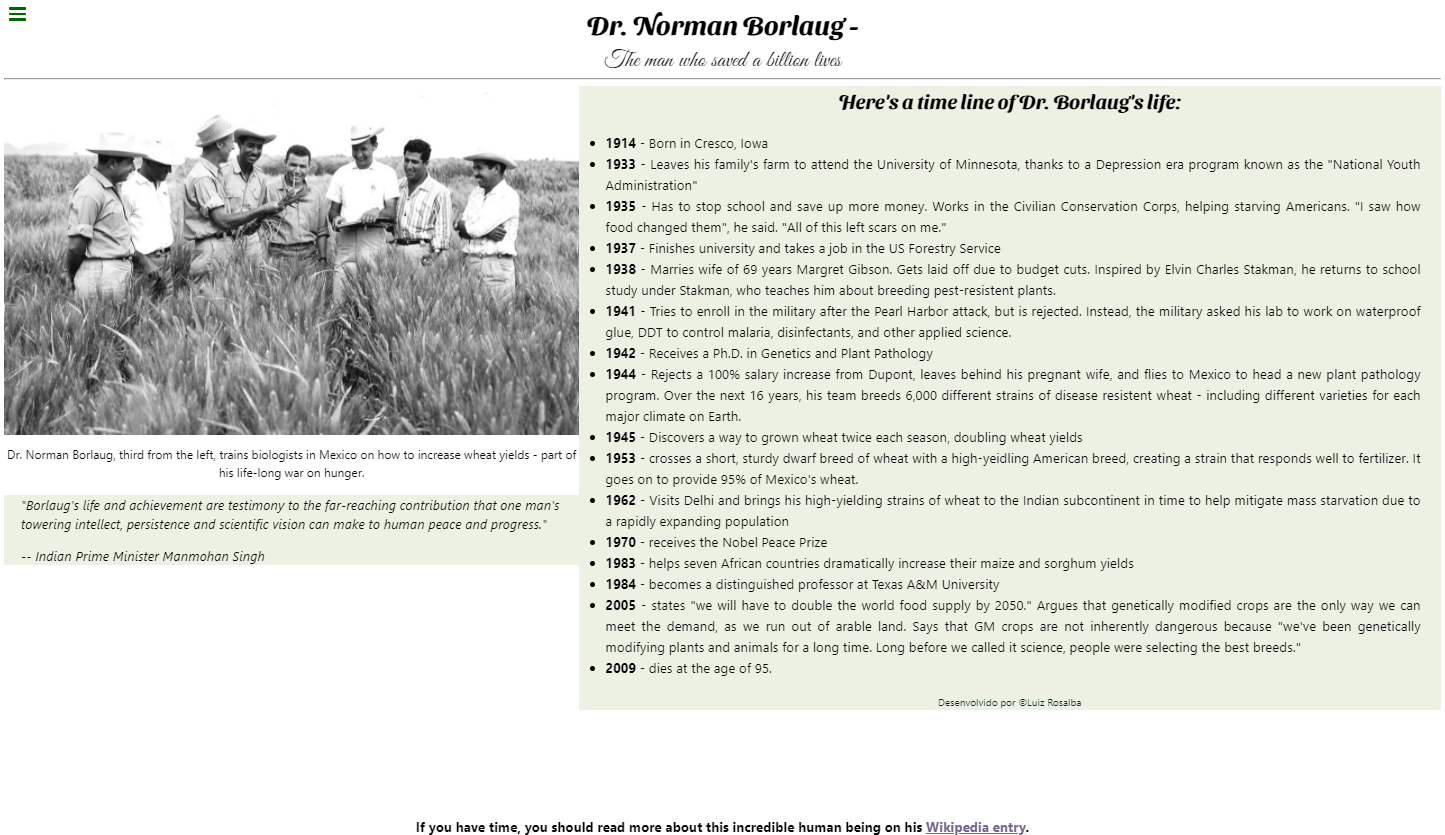 Dr. Norman Borlaug -
The man who saved a billion lives
Dr. Norman Borlaug, third from the left, trains biologists in Mexico on how to increase wheat yields - part of
his life-long war on hunger.
"Borlaug's life and achievement are testimony to the far-reaching contribution that one man's
towering intellect, persistence and scientific vision can make to human peace and progress."
-- Indian Prime Minister Manmohan Singh
Here's a time line of Dr. Borlaug's life:
1914 - Born in Cresco, Iowa
1933 - Leaves his family's farm to attend the University of Minnesota, thanks to a Depression era program known as the "National Youth
Administration"
1935 - Has to stop school and save up more money. Works in the Civilian Conservation Corps, helping starving Americans. "I saw how
food changed them", he said. "All of this left scars on me."
1937 - Finishes university and takes a job in the US Forestry Service
1938 - Marries wife of 69 years Margret Gibson. Gets laid off due to budget cuts. Inspired by Elvin Charles Stakman, he returns to school
study under Stakman, who teaches him about breeding pest-resistent plants.
1941 - Tries to enroll in the military after the Pearl Harbor attack, but is rejected. Instead, the military asked his lab to work on waterproof
glue, DDT to control malaria, disinfectants, and other applied science.
1942 - Receives a Ph.D. in Genetics and Plant Pathology
1944 - Rejects a 100% salary increase from Dupont, leaves behind his pregnant wife, and flies to Mexico to head a new plant pathology
program. Over the next 16 years, his team breeds 6,000 different strains of disease resistent wheat - including different varieties for each
major climate on Earth.
1945 - Discovers a way to grown wheat twice each season, doubling wheat yields
1953 - crosses a short, sturdy dwarf breed of wheat with a high-yeidling American breed, creating a strain that responds well to fertilizer. It
goes on to provide 95% of Mexico's wheat.
1962 - Visits Delhi and brings his high-yielding strains of wheat to the Indian subcontinent in time to help mitigate mass starvation due to
a rapidly expanding population
1970 - receives the Nobel Peace Prize
1983 - helps seven African countries dramatically increase their maize and sorghum yields
1984 - becomes a distinguished professor at Texas A&M University
2005 - states "we will have to double the world food supply by 2050." Argues that genetically modified crops are the only way we can
meet the demand, as we run out of arable land. Says that GM crops are not inherently dangerous because "we've been genetically
modifying plants and animals for a long time. Long before we called it science, people were selecting the best breeds."
2009 - dies at the age of 95.
Desenvolvido por ©Luiz Rosalba
If you have time, you should read more about this incredible human being on his Wikipedia entry.